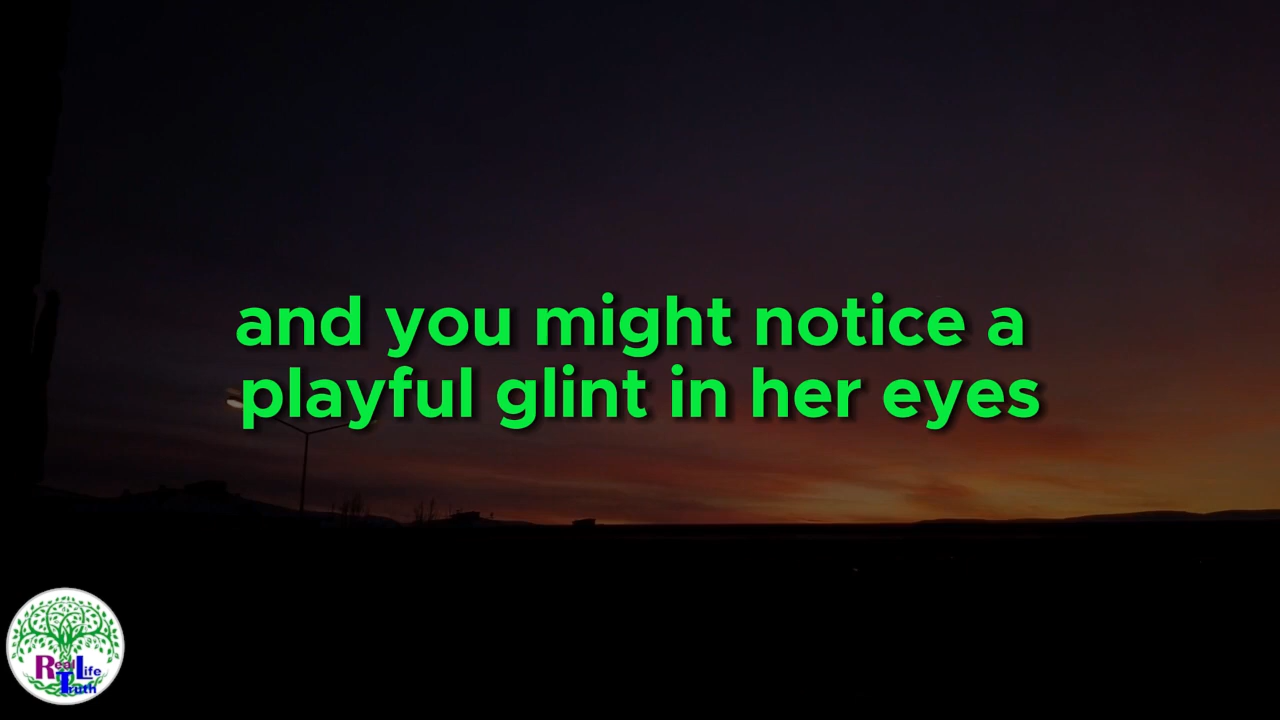 and you might notice a
playful glint in her eyes
Real Life
Truth